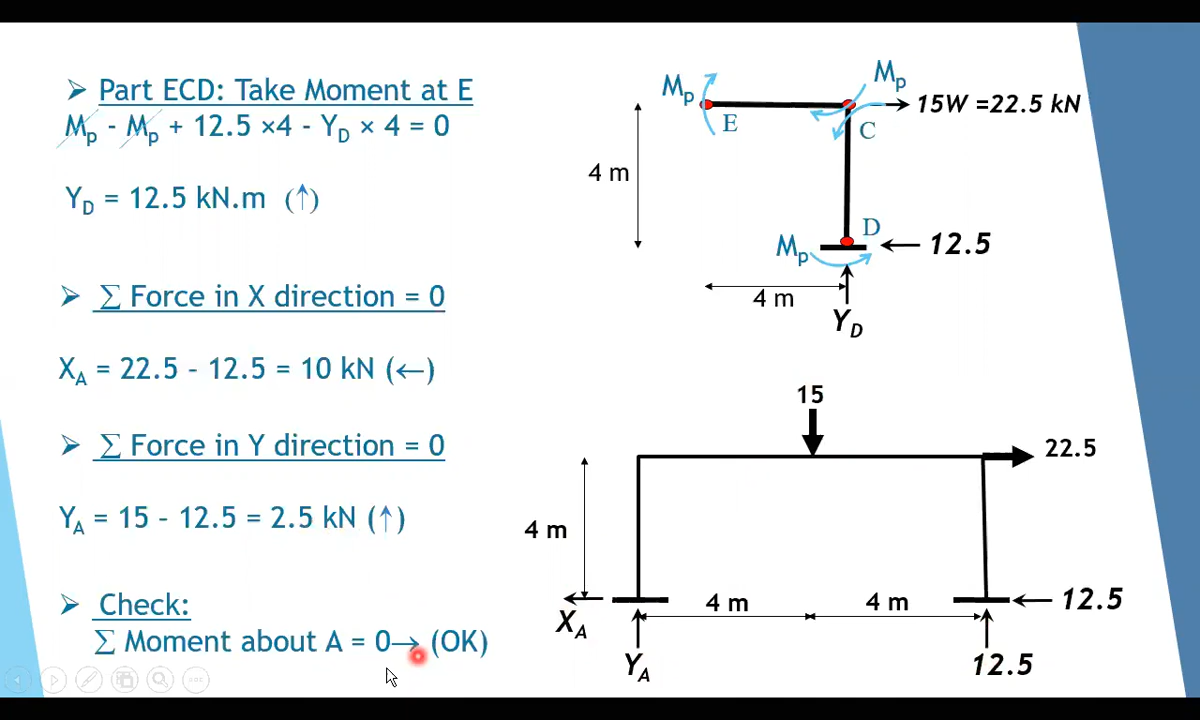 ➢ Part ECD: Take Moment at E
Mp - Mp + 12.5 ×4 - YD × 4 = 0
YD = 12.5 kN.m (↑)
➢ ∑ Force in X direction = 0
XA = 22.5 – 12.5 = 10 kN (←)
➢ ∑ Force in Y direction = 0
YA = 15 – 12.5 = 2.5 kN (↑)
➢ Check:
∑ Moment about A = 0→ (OK)
Mp
Mp
15W =22.5 kN
E
C
4 m
D
Mp
12.5
4 m
YD
15
22.5
4 m
4 m
4 m
12.5
XA
YA
12.5